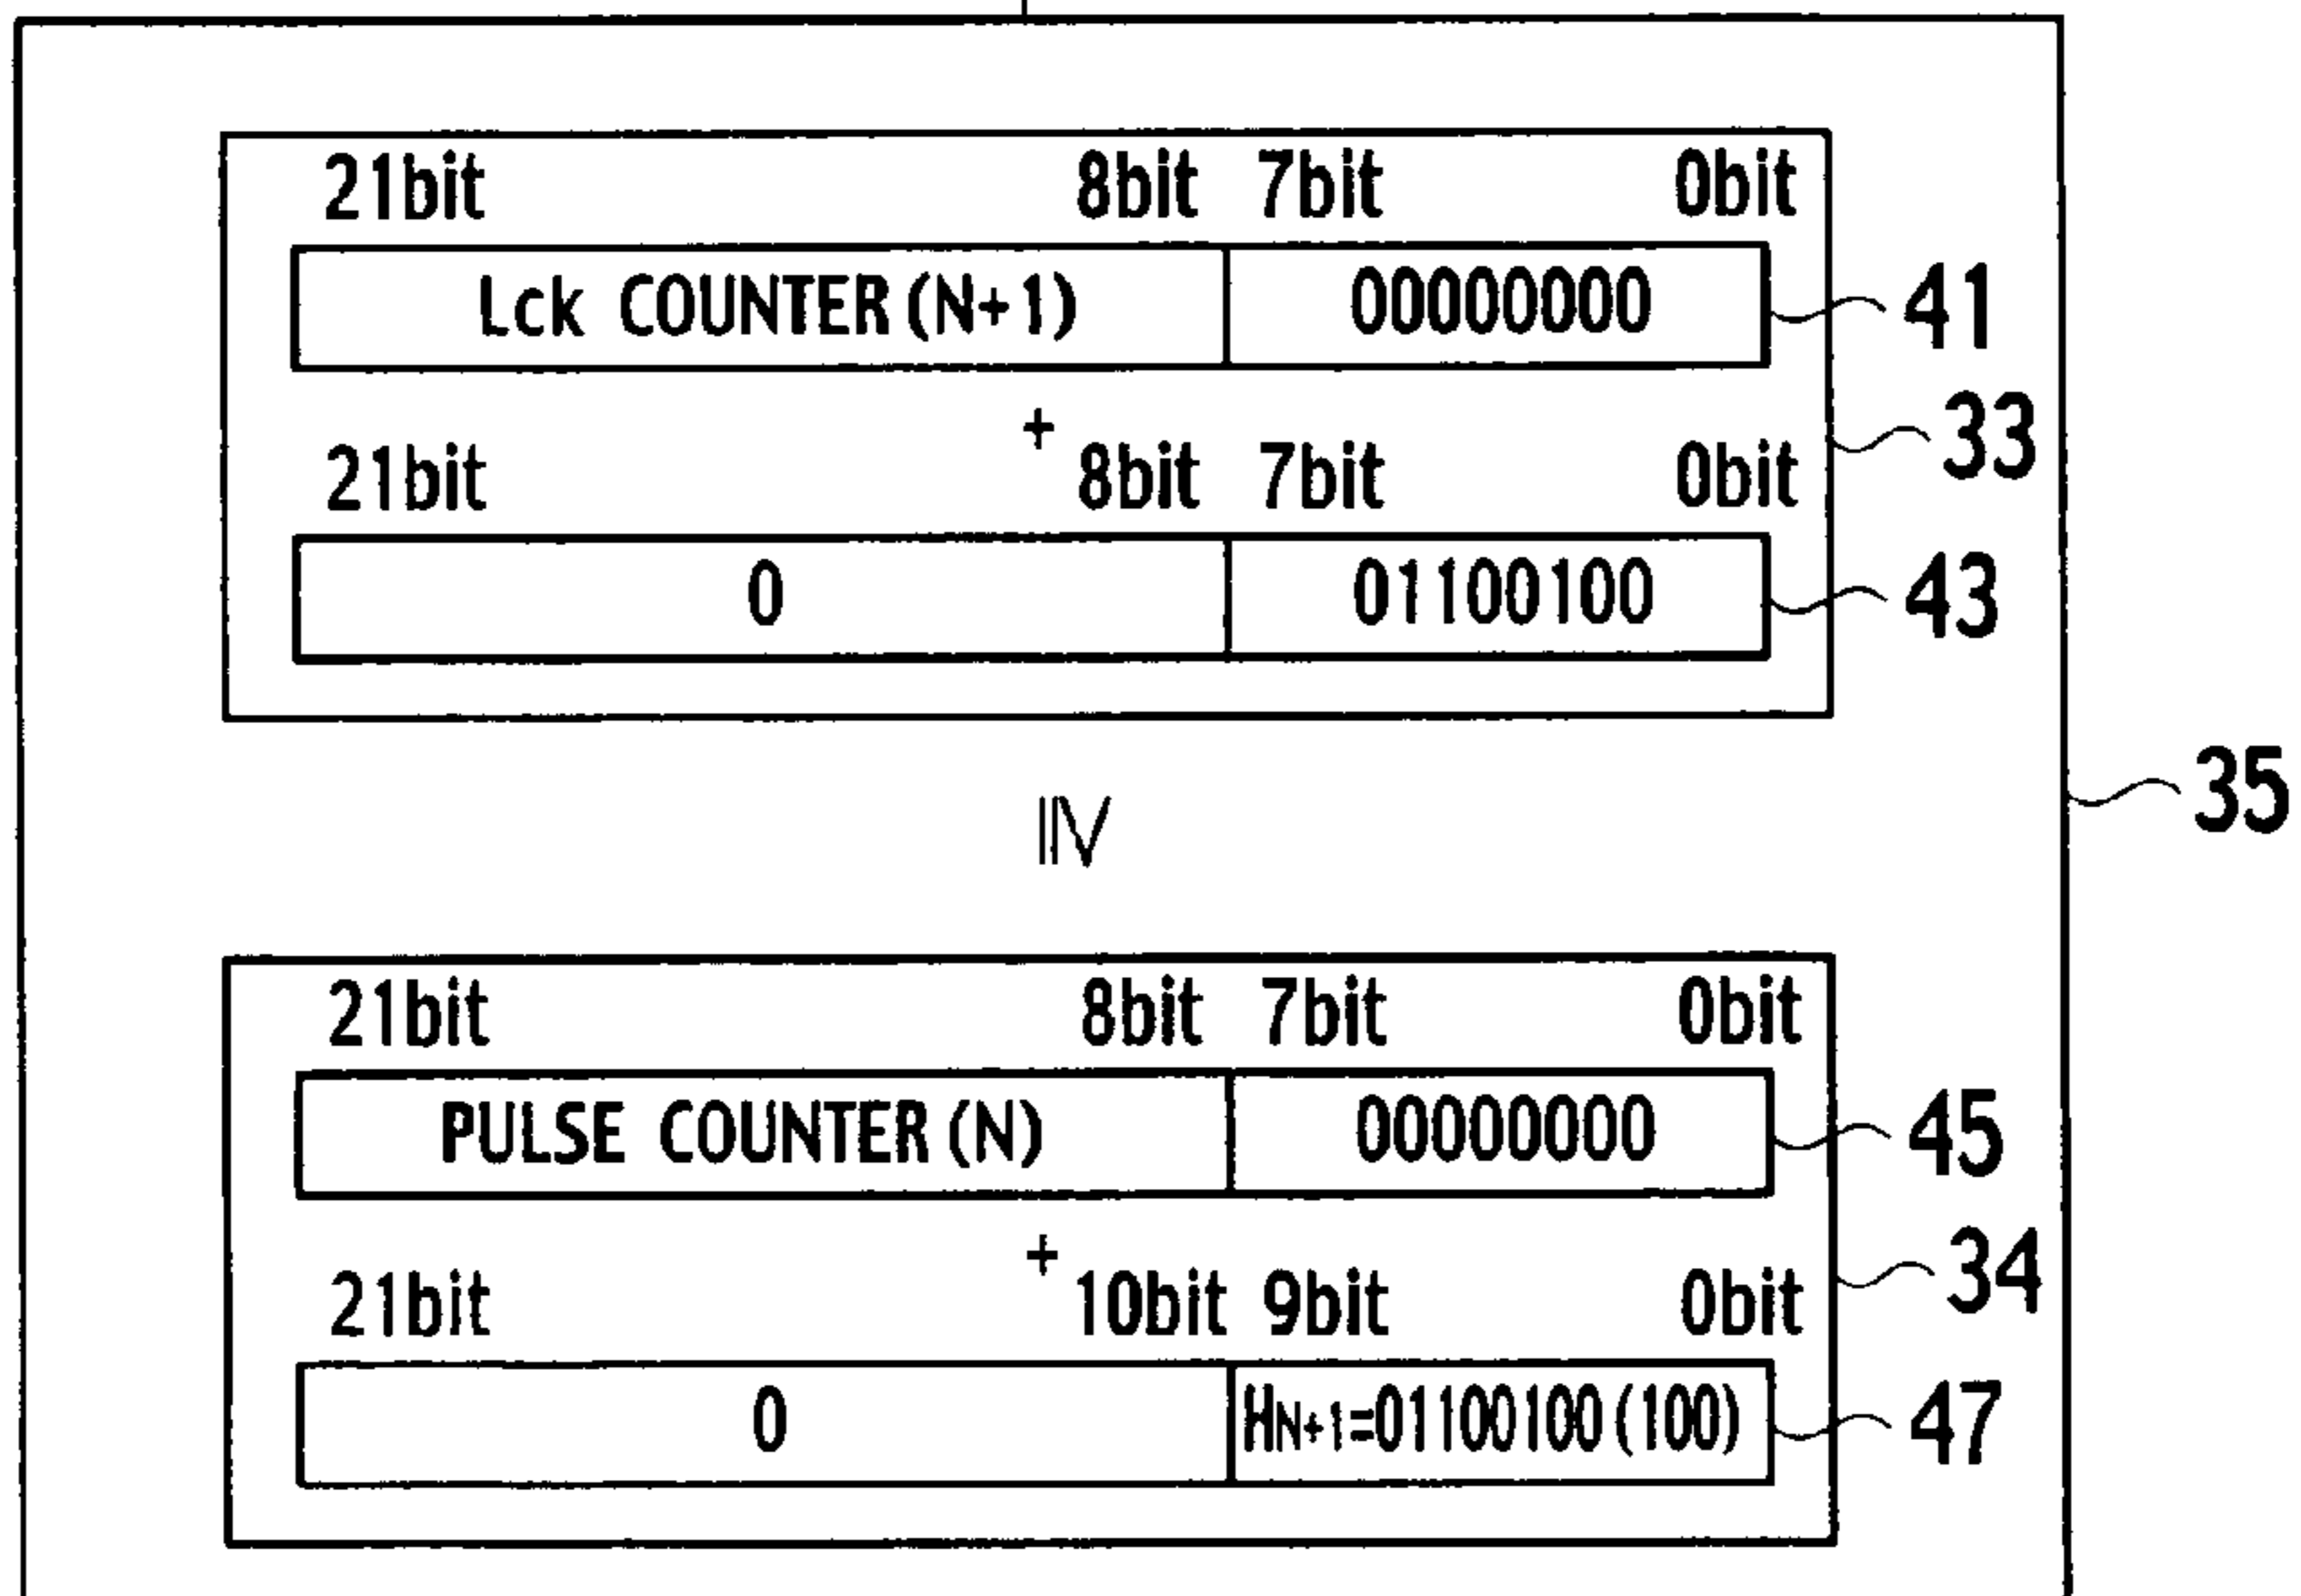 21bit 8bit 7bit 0bit
Lck COUNTER(N+1) 00000000 41
+ 33
21bit 8bit 7bit 0bit
0 01100100 43
35
≧
21bit 8bit 7bit 0bit
PULSE COUNTER(N) 00000000 45
+ 34
21bit 10bit 9bit 0bit
0 HN+1=01100100(100) 47